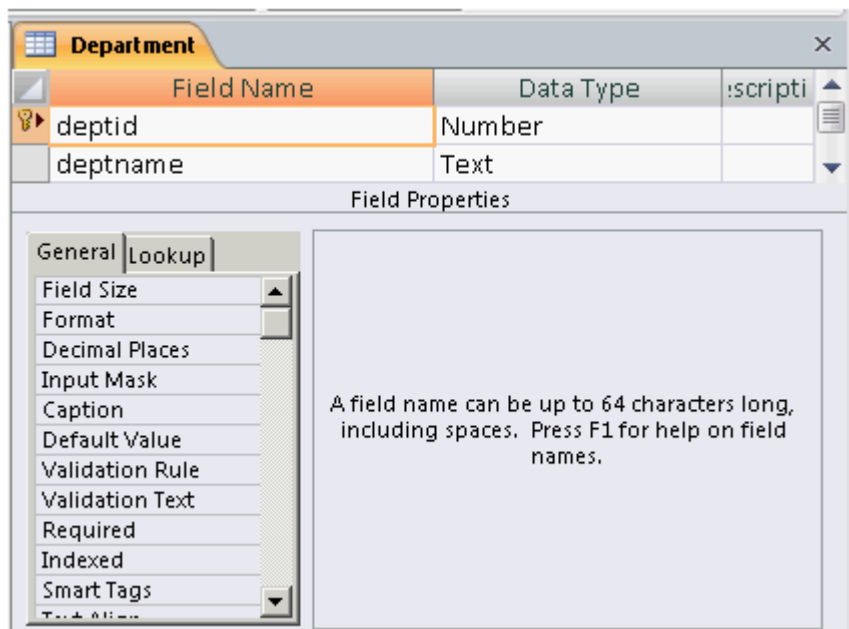 Department
Field Name Data Type scripti
deptid Number
deptname Text
Field Properties
General Lookup
Field Size
Format
Decimal Places
Input Mask
Caption
Default Value
Validation Rule
Validation Text
Required
Indexed
Smart Tags
A field name can be up to 64 characters long,
including spaces. Press F1 for help on field
names.